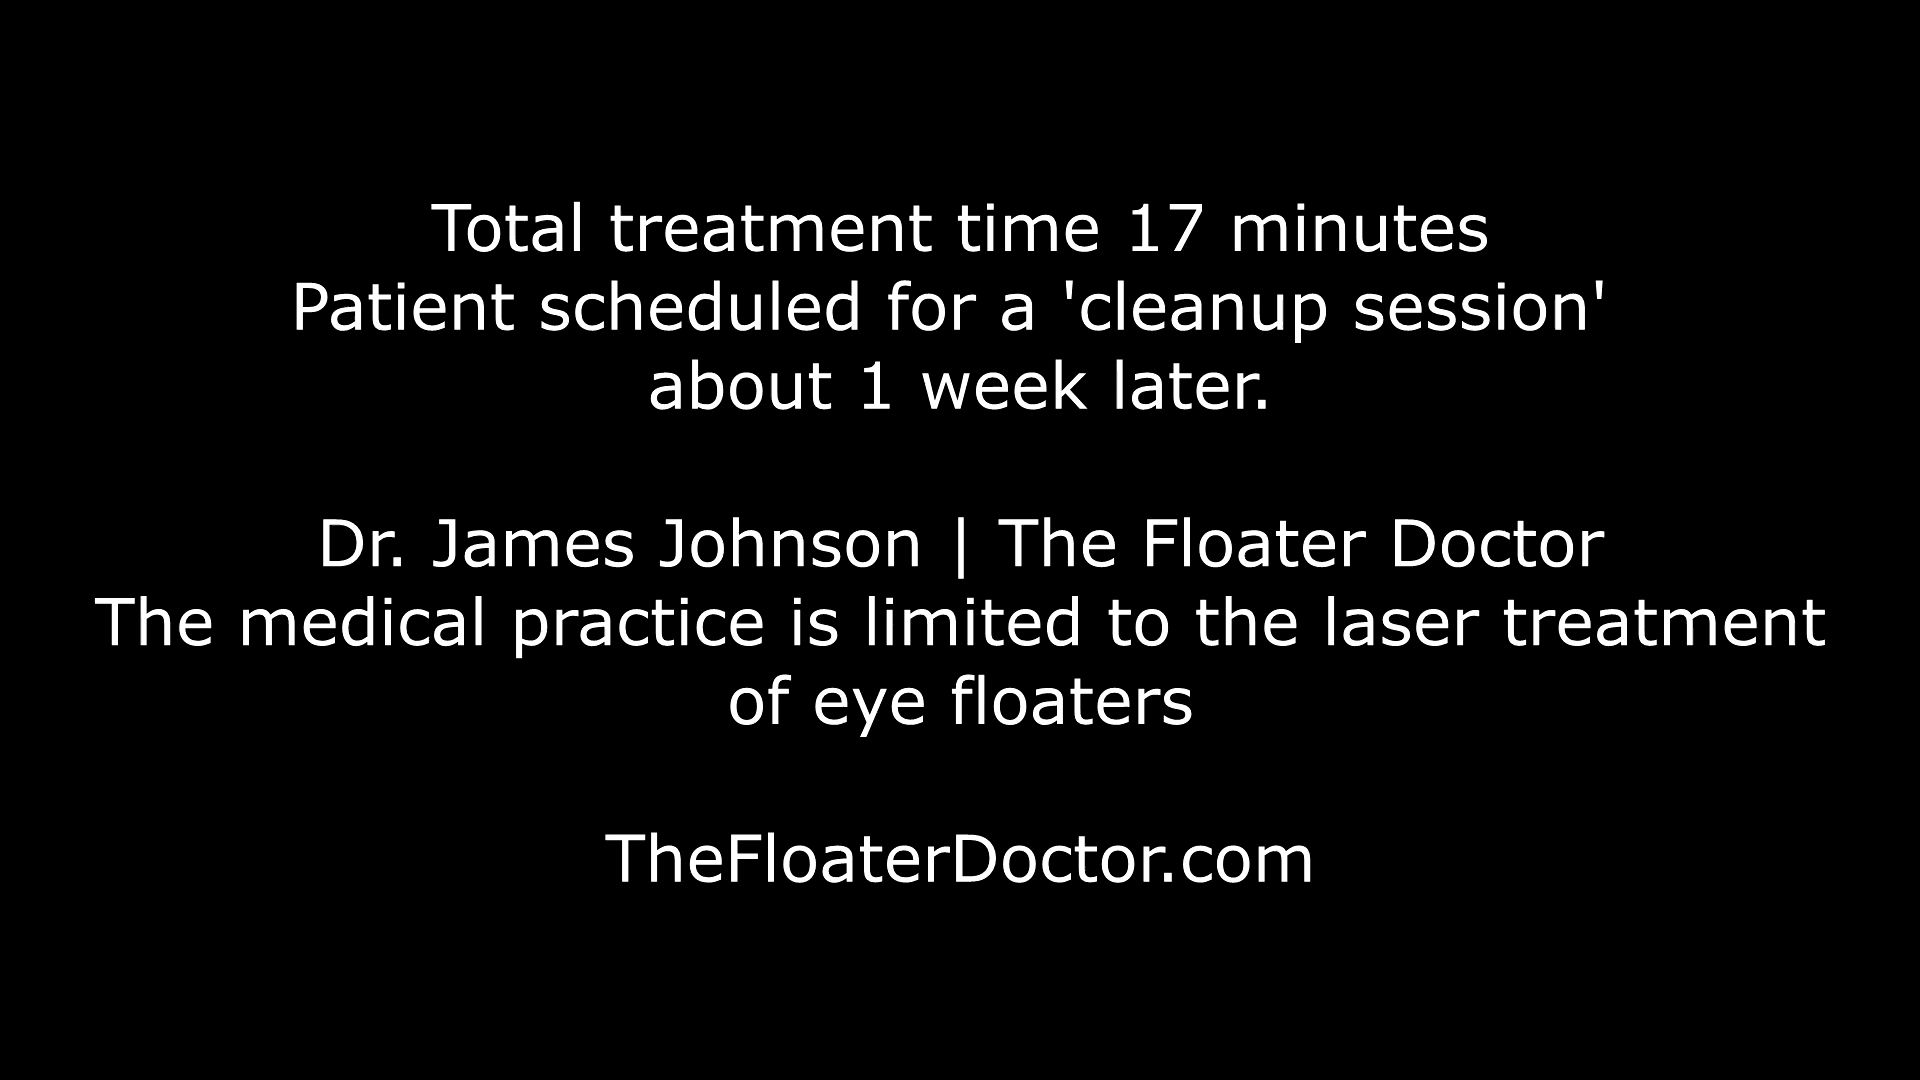 Total treatment time 17 minutes
Patient scheduled for a 'cleanup session'
about 1 week later.
Dr. James Johnson | The Floater Doctor
The medical practice is limited to the laser treatment
of eye floaters
TheFloaterDoctor.com